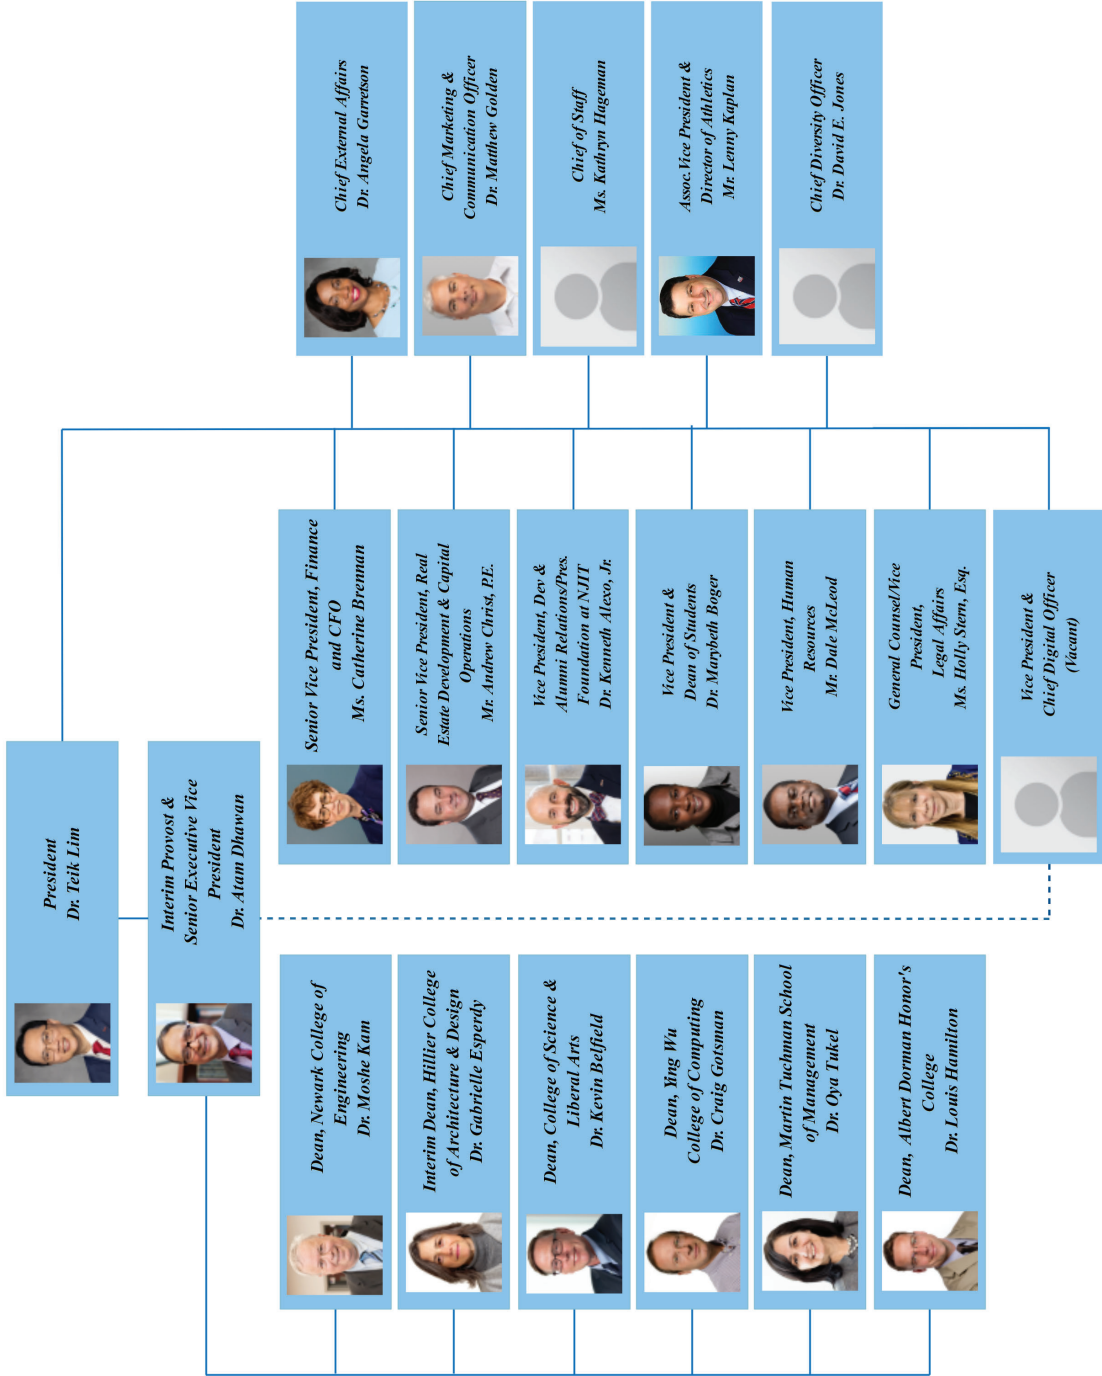 President
Dr. Teik Lim
Interim Provost &
Senior Executive Vice
President
Dr. Atam Dhawan
Dean, Newark College of
Engineering
Dr. Moshe Kam
Interim Dean, Hillier College
of Architecture & Design
Dr. Gabrielle Esperdy
Dean, College of Science &
Liberal Arts
Dr. Kevin Belfield
Dean, Ying Wu
College of Computing
Dr. Craig Gotsman
Dean, Martin Tuchman School
of Management
Dr. Oya Tukel
Dean, Albert Dorman Honor's
College
Dr. Louis Hamilton
Senior Vice President, Finance
and CFO
Ms. Catherine Brennan
Senior Vice President, Real
Estate Development & Capital
Operations
Mr. Andrew Christ, P.E.
Vice President, Dev &
Alumni Relations/Pres.
Foundation at NJIT
Dr. Kenneth Alexo, Jr.
Vice President &
Dean of Students
Dr. Marybeth Boger
Vice President, Human
Resources
Mr. Dale McLeod
General Counsel/Vice
President,
Legal Affairs
Ms. Holly Stern, Esq.
Vice President &
Chief Digital Officer
(Vacant)
Chief External Affairs
Dr. Angela Garretson
Chief Marketing &
Communication Officer
Dr. Matthew Golden
Chief of Staff
Ms. Kathryn Hageman
Assoc.Vice President &
Director of Athletics
Mr. Lenny Kaplan
Chief Diversity Officer
Dr. David E. Jones